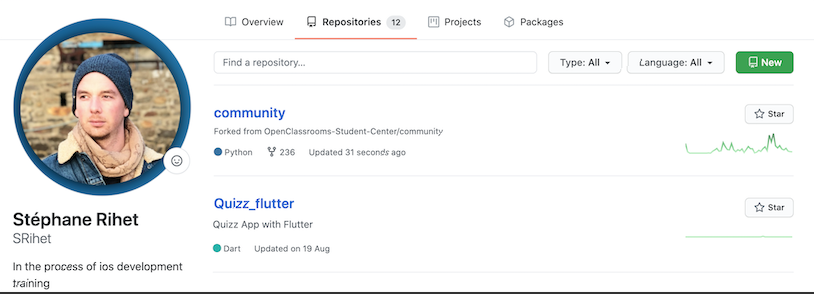 Overview Repositories 12 Projects Packages
Find a repository... Type: All Language: All New
community
Star
Forked from OpenClassrooms-Student-Center/community
Python 236 Updated 31 seconds ago
Quizz_flutter
Star
Quizz App with Flutter
Dart Updated on 19 Aug
Stéphane Rihet
SRihet
In the process of ios development
training